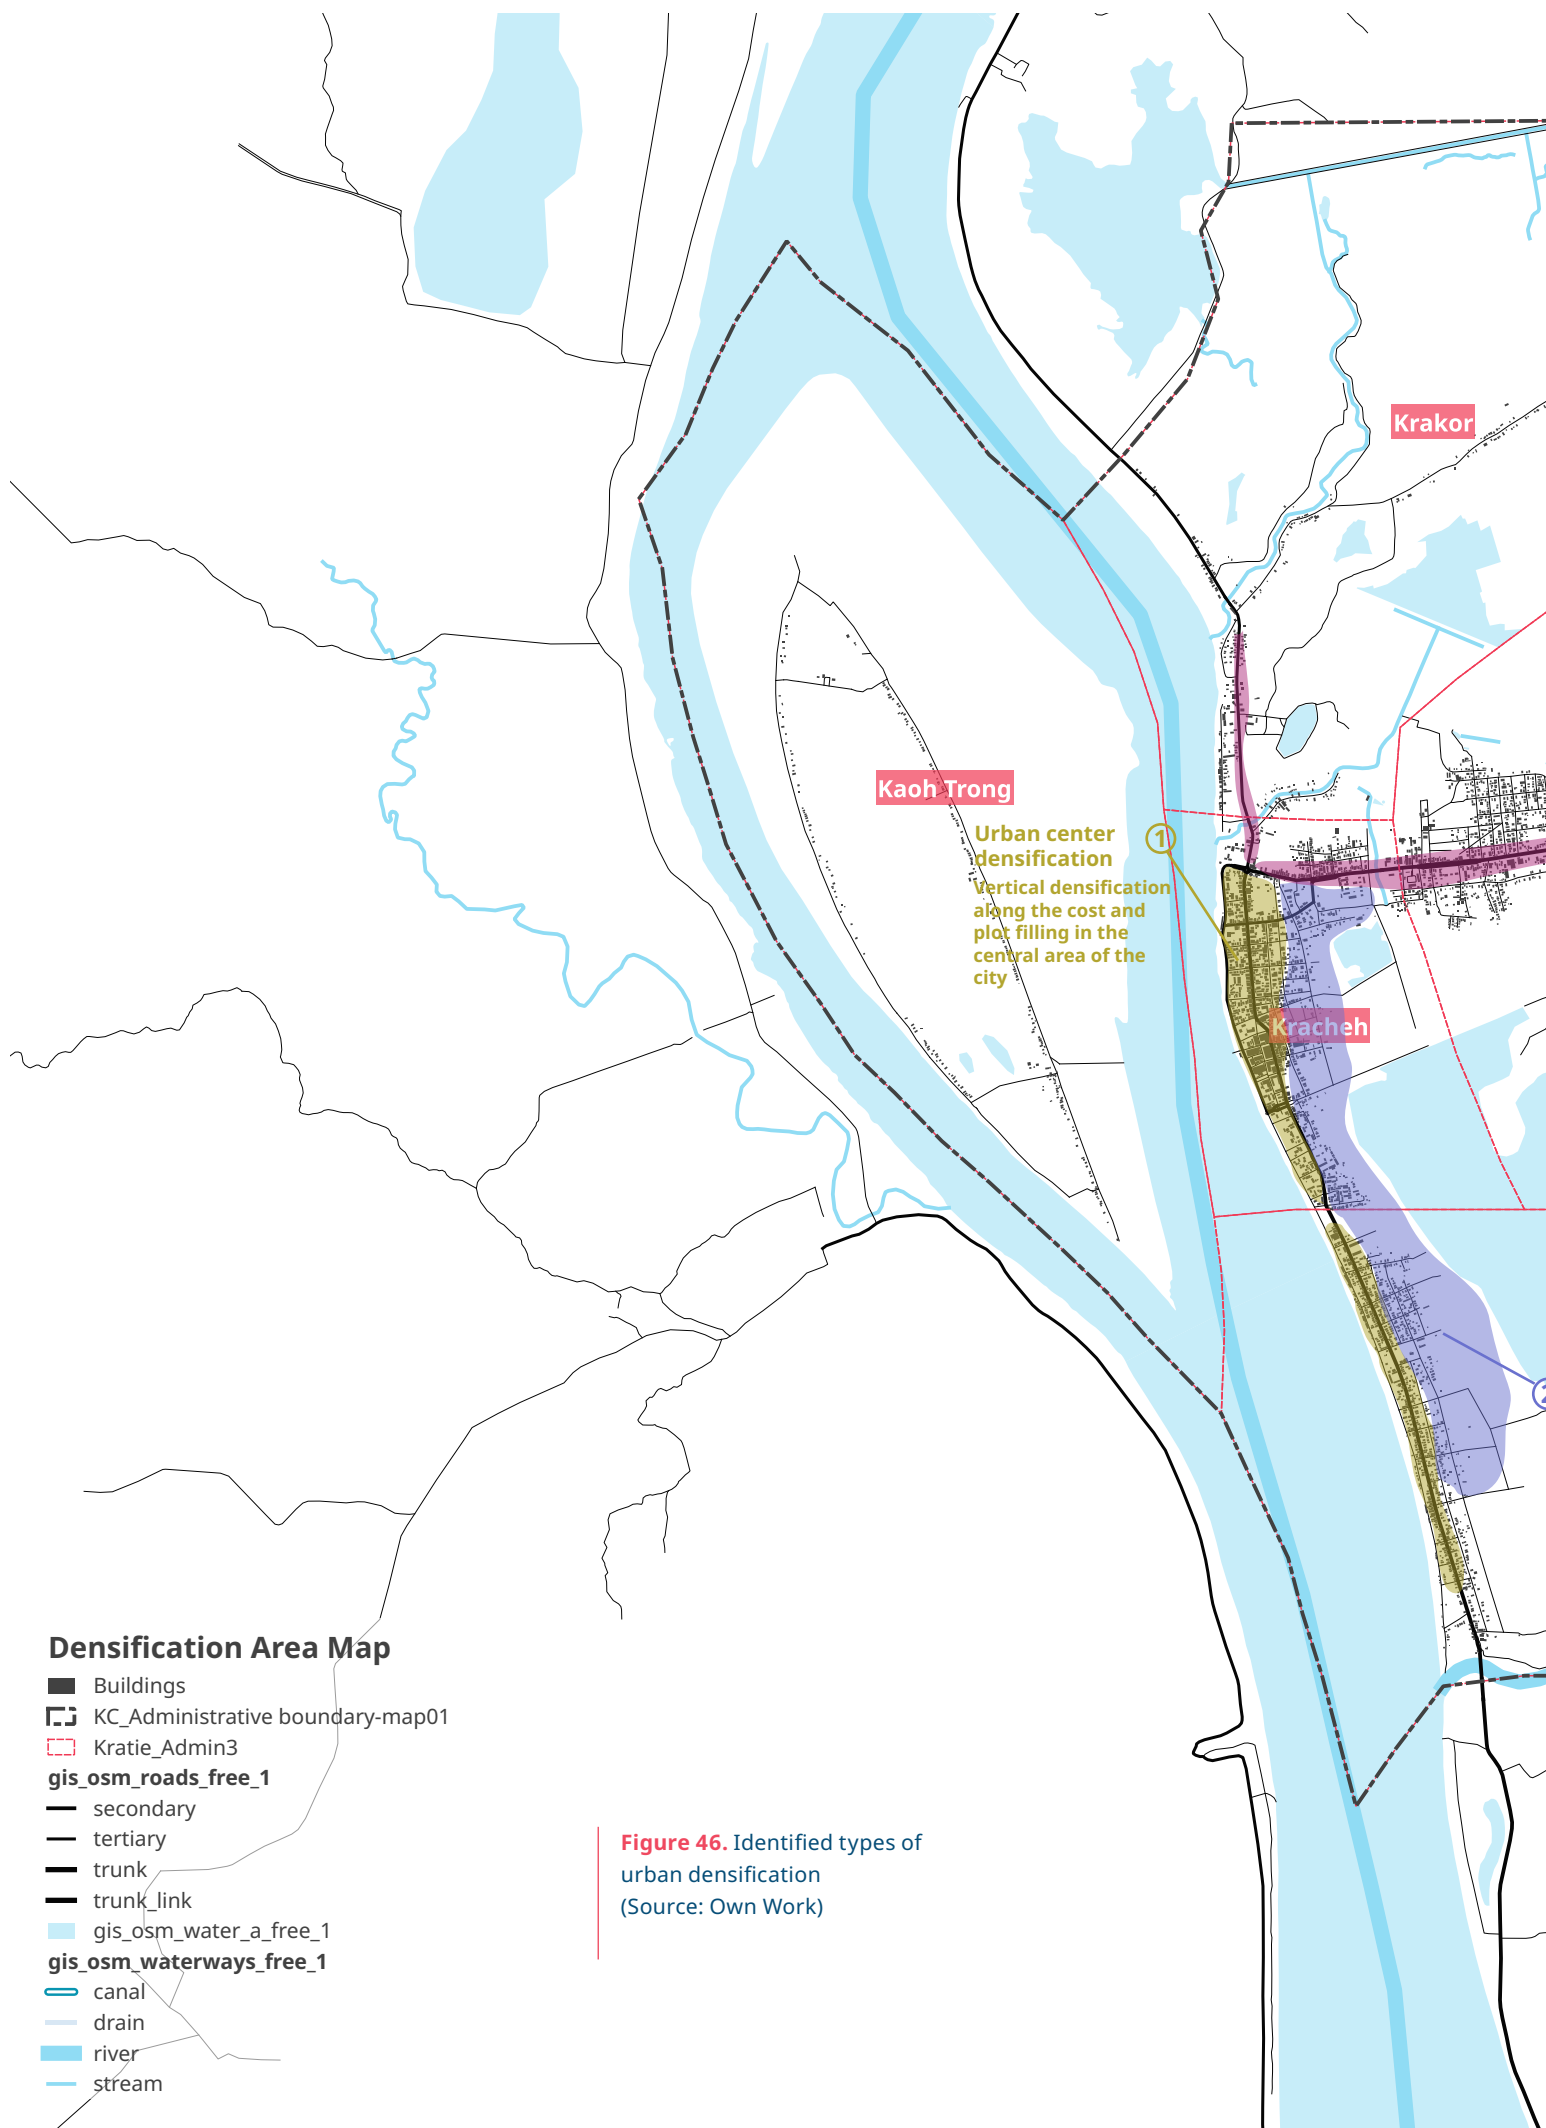 Krakor
Kaoh Trong
Urban center
densification
1
Vertical densification
along the cost and
plot filling in the
central area of the
city
Kracheh
2
Densification Area Map
Buildings
KC_Administrative boundary-map01
Kratie_Admin3
gis_osm_roads_free_1
secondary
tertiary
trunk
trunk_link
gis_osm_water_a_free_1
gis_osm_waterways_free_1
canal
drain
river
stream
Figure 46. Identified types of
urban densification
(Source: Own Work)